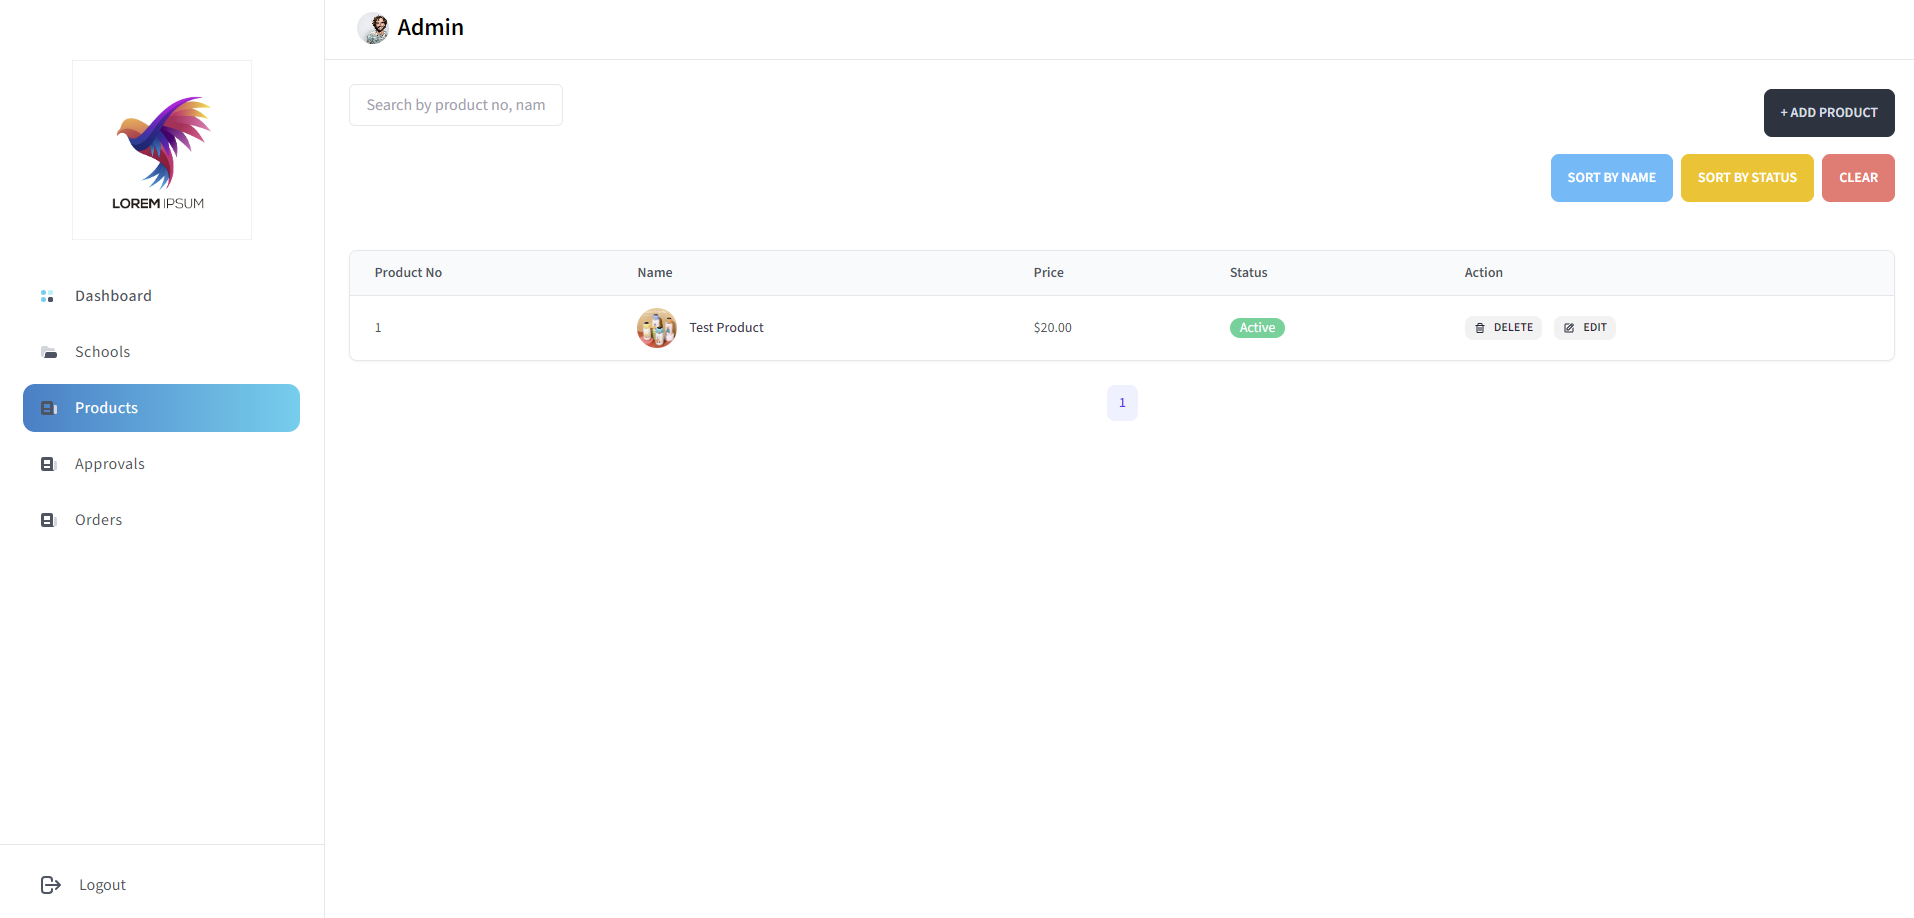 Admin
LOREM IPSUM
Dashboard
Schools
Products
Approvals
Orders
Logout
Search by product no, nam
+ ADD PRODUCT
SORT BY NAME SORT BY STATUS CLEAR
Product No Name Price Status Action
1 Test Product $20.00 Active DELETE EDIT
1